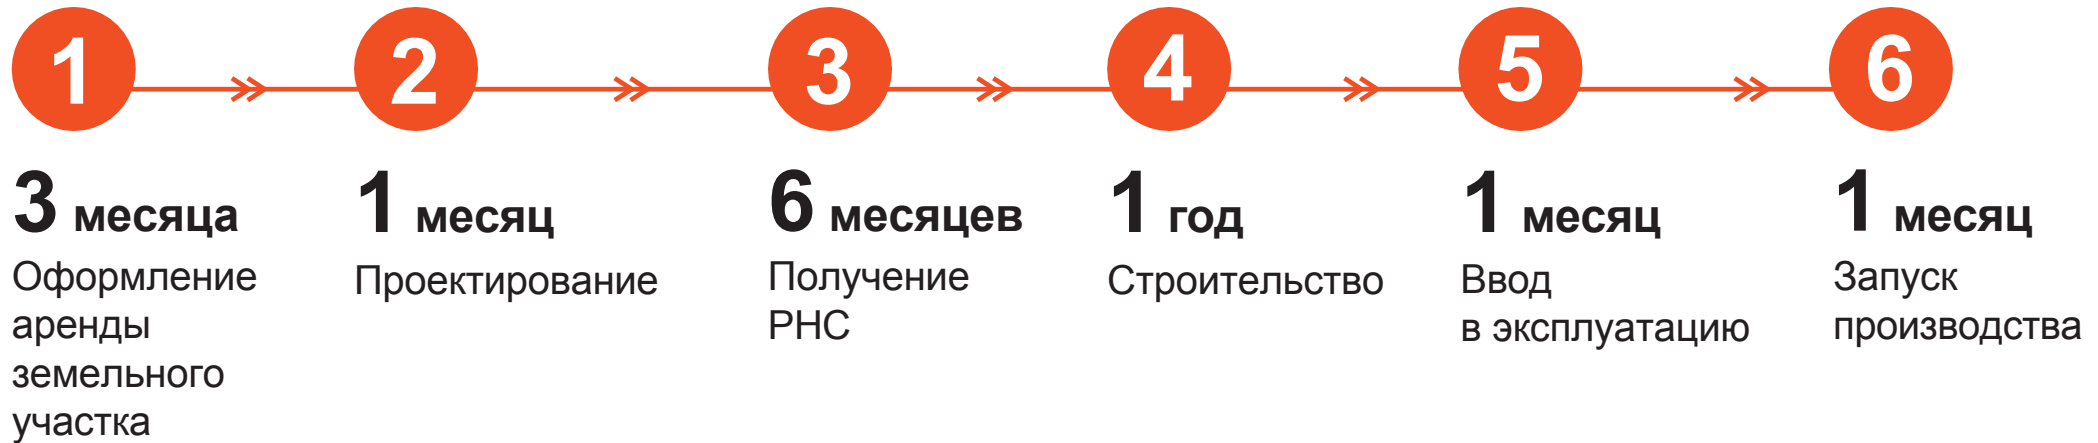 1
2
3
4
5
6
3 месяца
Оформление
аренды
земельного
участка
1 месяц
Проектирование
6 месяцев
Получение
РНС
1 год
Строительство
1 месяц
Ввод
в эксплуатацию
1 месяц
Запуск
производства